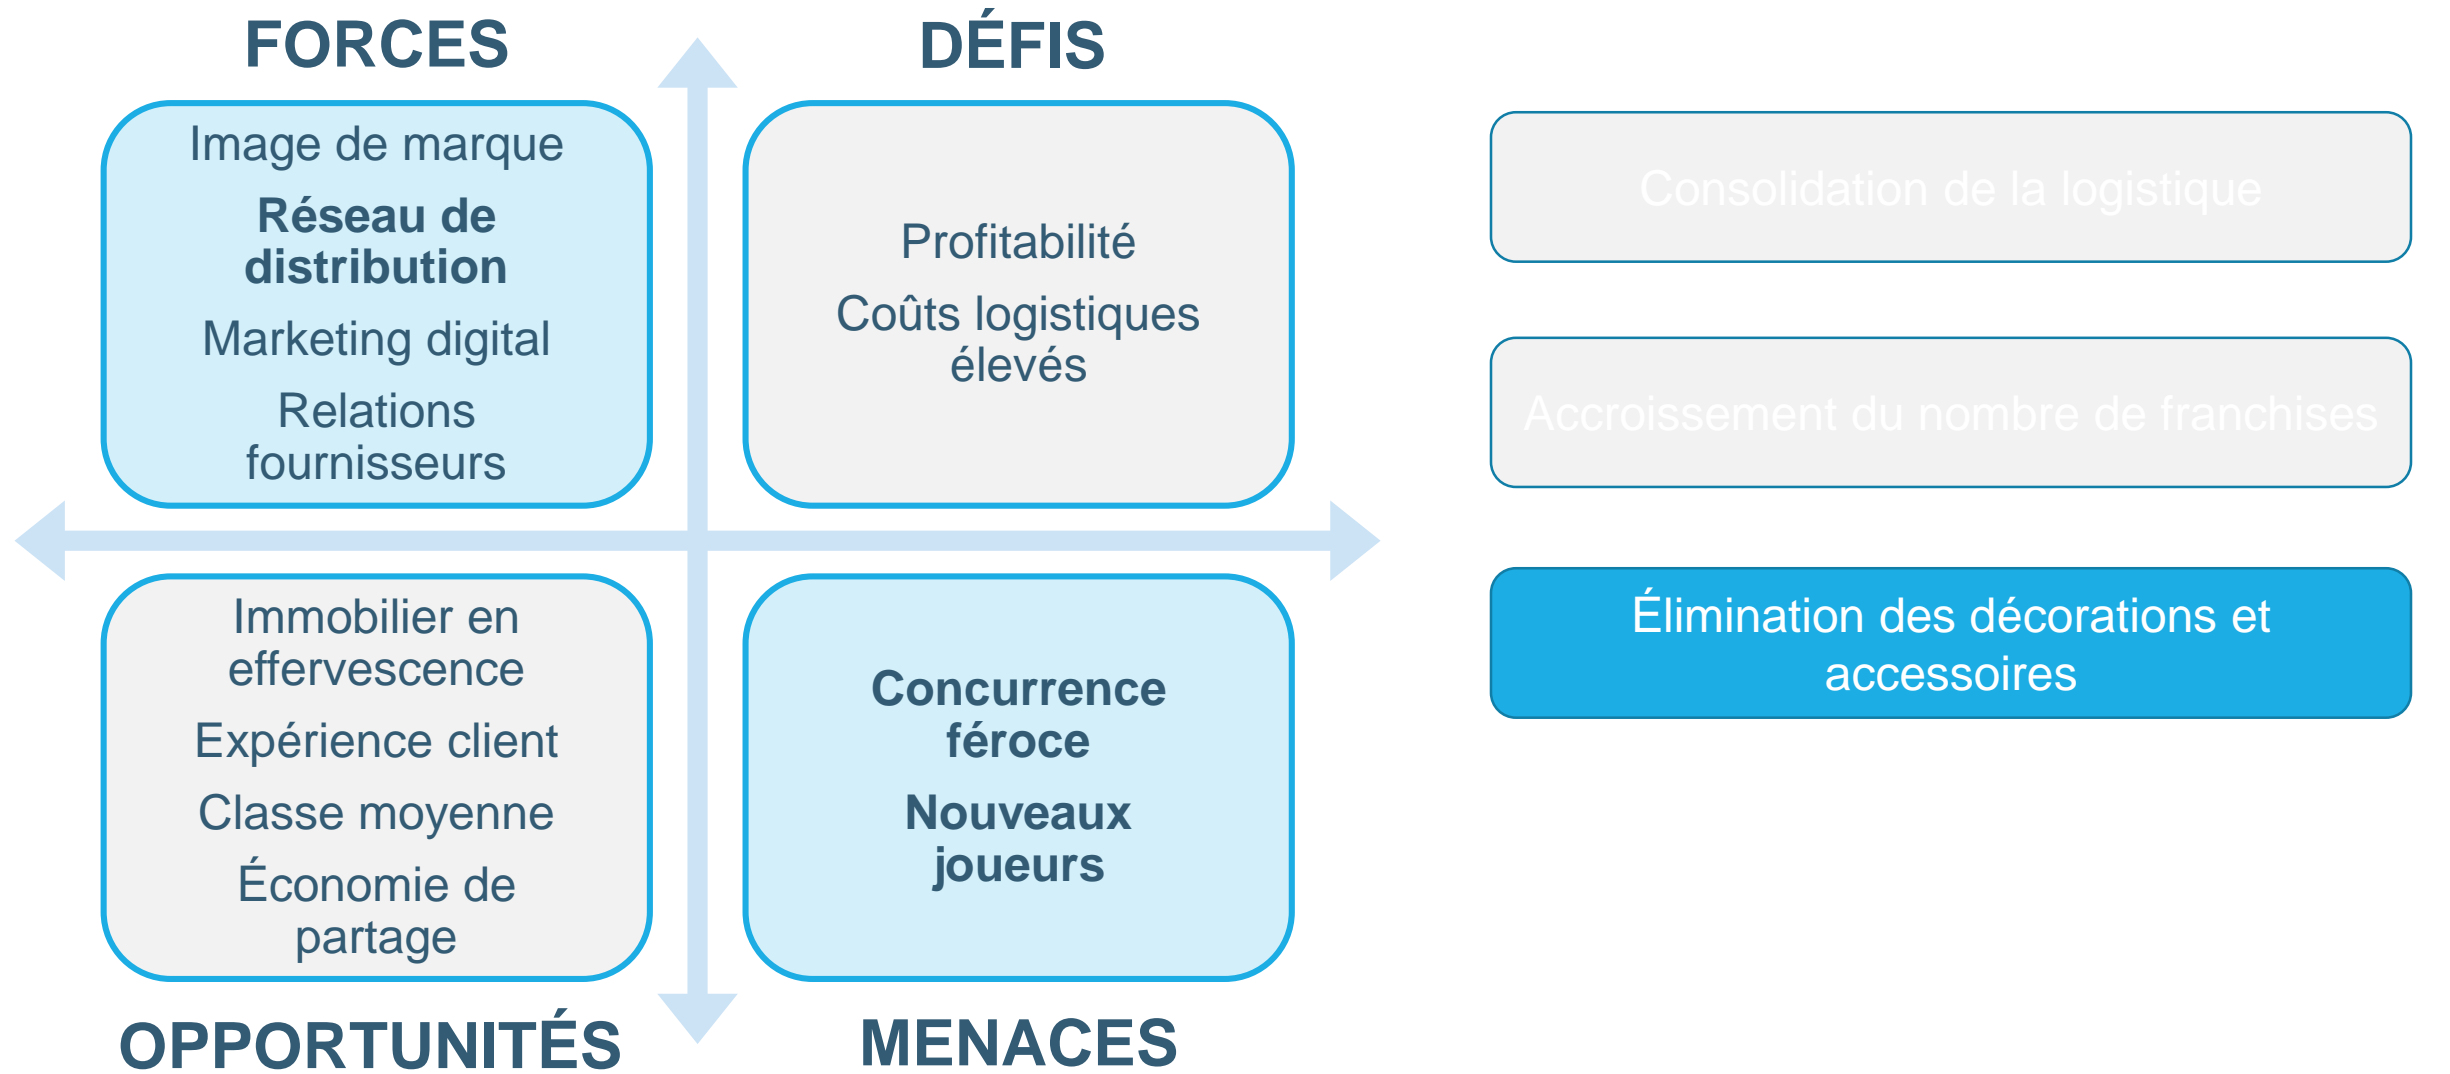 FORCES
Image de marque
Réseau de
distribution
Marketing digital
Relations
fournisseurs
DÉFIS
Profitabilité
Coûts logistiques
élevés
OPPORTUNITÉS
Immobilier en
effervescence
Expérience client
Classe moyenne
Économie de
partage
MENACES
Concurrence
féroce
Nouveaux
joueurs
Consolidation de la logistique
Accroissement du nombre de franchises
Élimination des décorations et
accessoires